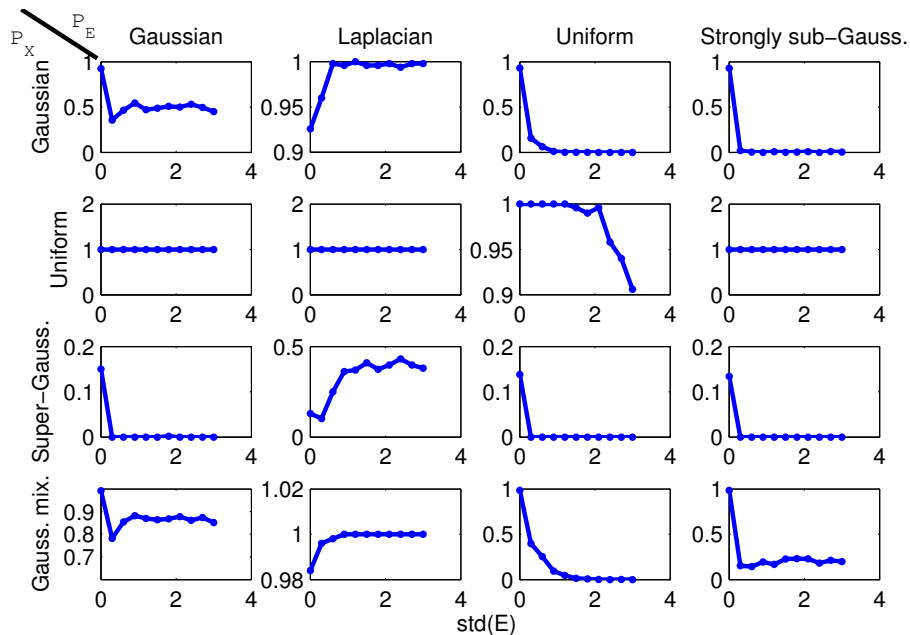 P_X P_E
Gaussian Laplacian Uniform Strongly sub−Gauss.
Gaussian
1 0.5 0
0 2 4
1 0.95 0.9
0 2 4
1 0.5 0
0 2 4
1 0.5 0
0 2 4
Uniform
2 1 0
0 2 4
2 1 0
0 2 4
1 0.95 0.9
0 2 4
2 1 0
0 2 4
Super−Gauss.
0.2 0.1 0
0 2 4
0.5 0
0 2 4
0.2 0.1 0
0 2 4
0.2 0.1 0
0 2 4
Gauss. mix.
0.9 0.8 0.7
0 2 4
1.02 1 0.98
0 2 4
1 0.5 0
0 2 4
1 0.5 0
0 2 4
std(E)